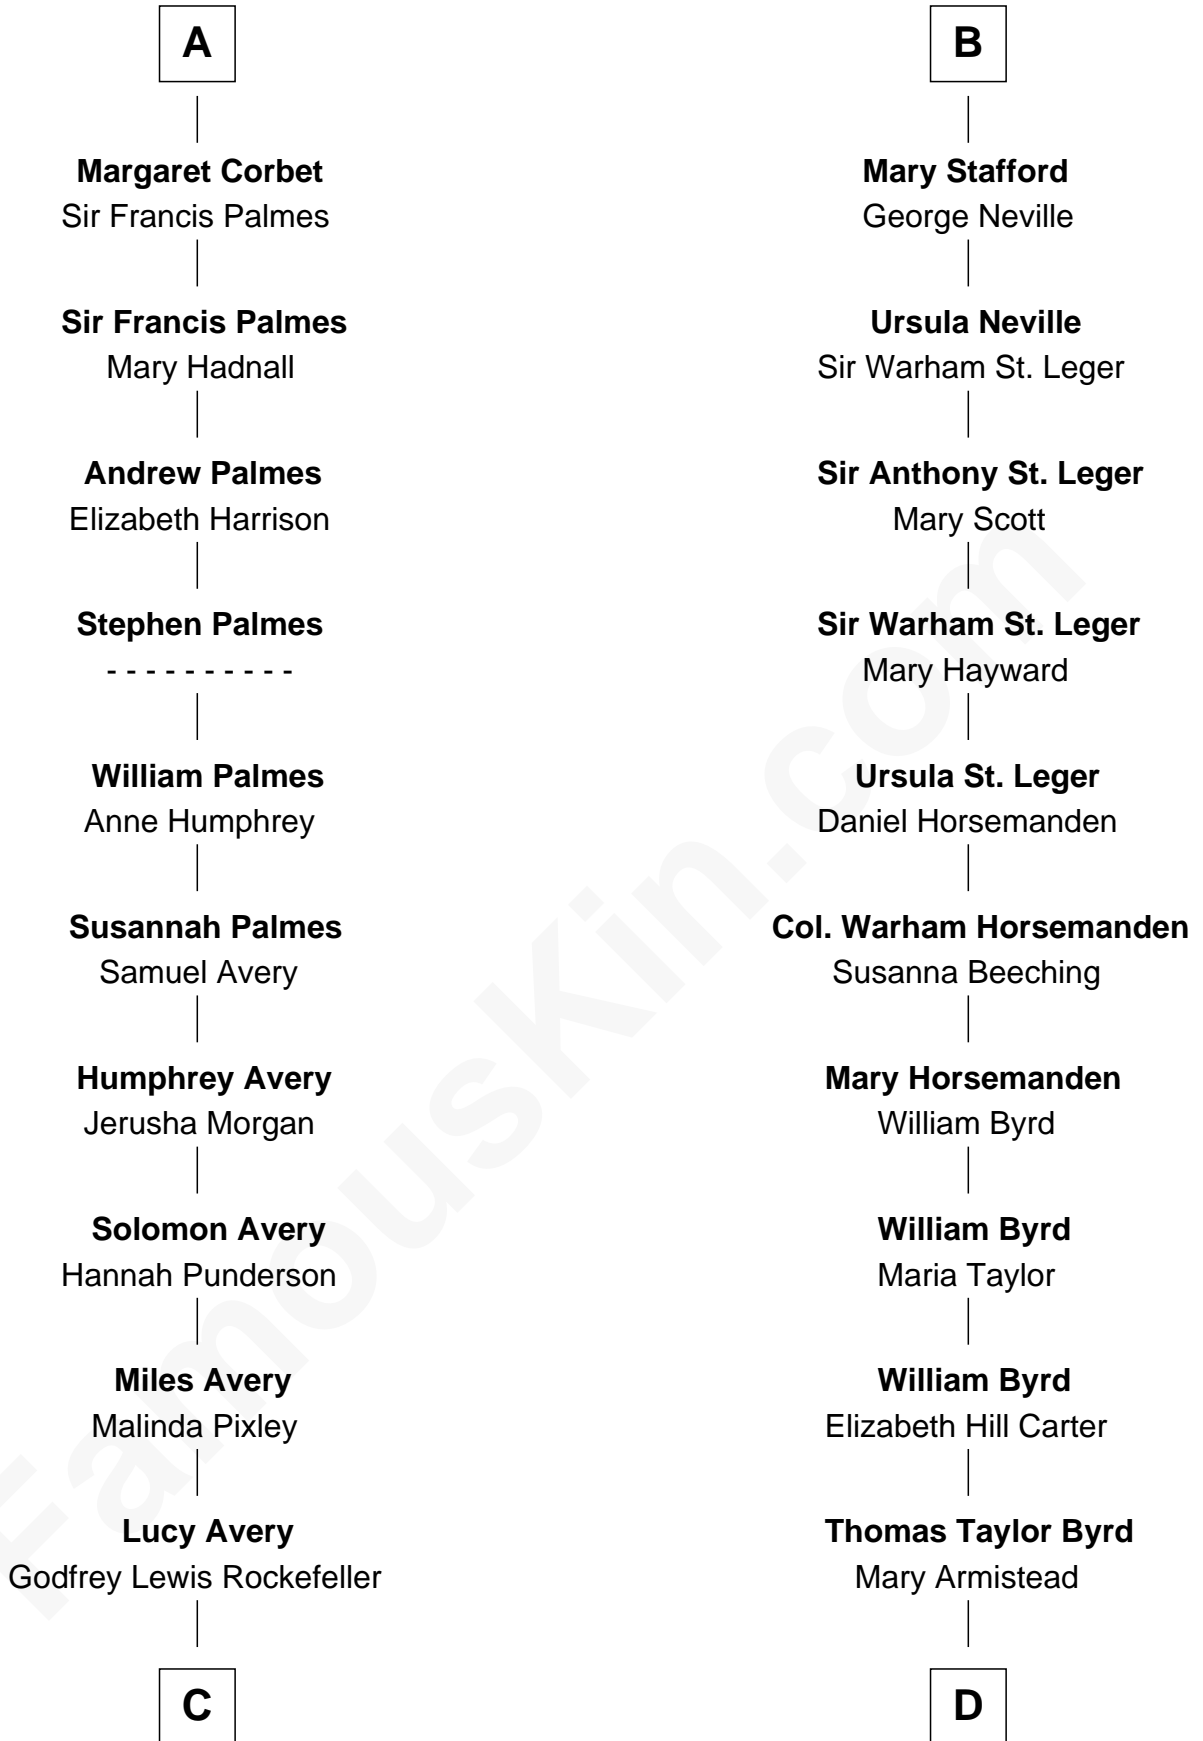 A
Margaret Corbet
Sir Francis Palmes
Sir Francis Palmes
Mary Hadnall
Andrew Palmes
Elizabeth Harrison
Stephen Palmes
- - - - - - - - - -
William Palmes
Anne Humphrey
Susannah Palmes
Samuel Avery
Humphrey Avery
Jerusha Morgan
Solomon Avery
Hannah Punderson
Miles Avery
Malinda Pixley
Lucy Avery
Godfrey Lewis Rockefeller
C
B
Mary Stafford
George Neville
Ursula Neville
Sir Warham St. Leger
Sir Anthony St. Leger
Mary Scott
Sir Warham St. Leger
Mary Hayward
Ursula St. Leger
Daniel Horsemanden
Col. Warham Horsemanden
Susanna Beeching
Mary Horsemanden
William Byrd
William Byrd
Maria Taylor
William Byrd
Elizabeth Hill Carter
Thomas Taylor Byrd
Mary Armistead
D
FamousKin.com